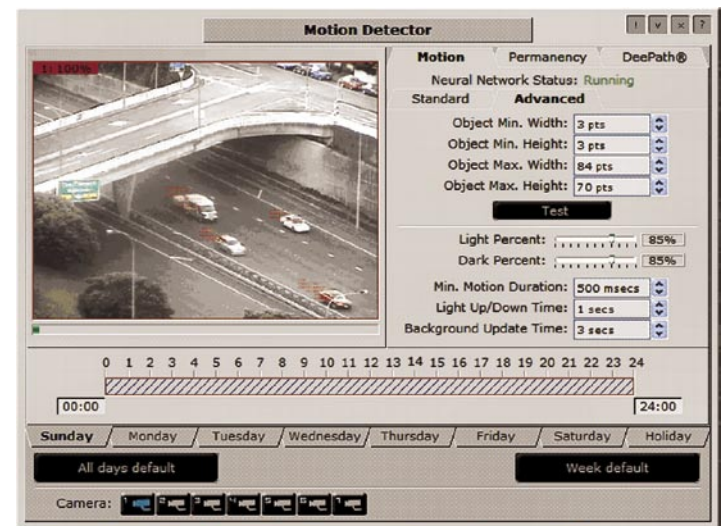 Motion Detector
! v x ?
1: 100%
Motion Permanency DeePath®
Neural Network Status: Running
Standard Advanced
Object Min. Width: 3 pts
Object Min. Height: 3 pts
Object Max. Width: 84 pts
Object Max. Height: 70 pts
Test
Light Percent: 85%
Dark Percent: 85%
Min. Motion Duration: 500 msecs
Light Up/Down Time: 1 secs
Background Update Time: 3 secs
0 1 2 3 4 5 6 7 8 9 10 11 12 13 14 15 16 17 18 19 20 21 22 23 24
00:00 24:00
Sunday Monday Tuesday Wednesday Thursday Friday Saturday Holiday
All days default Week default
Camera: 1 2 3 4 5 6 7